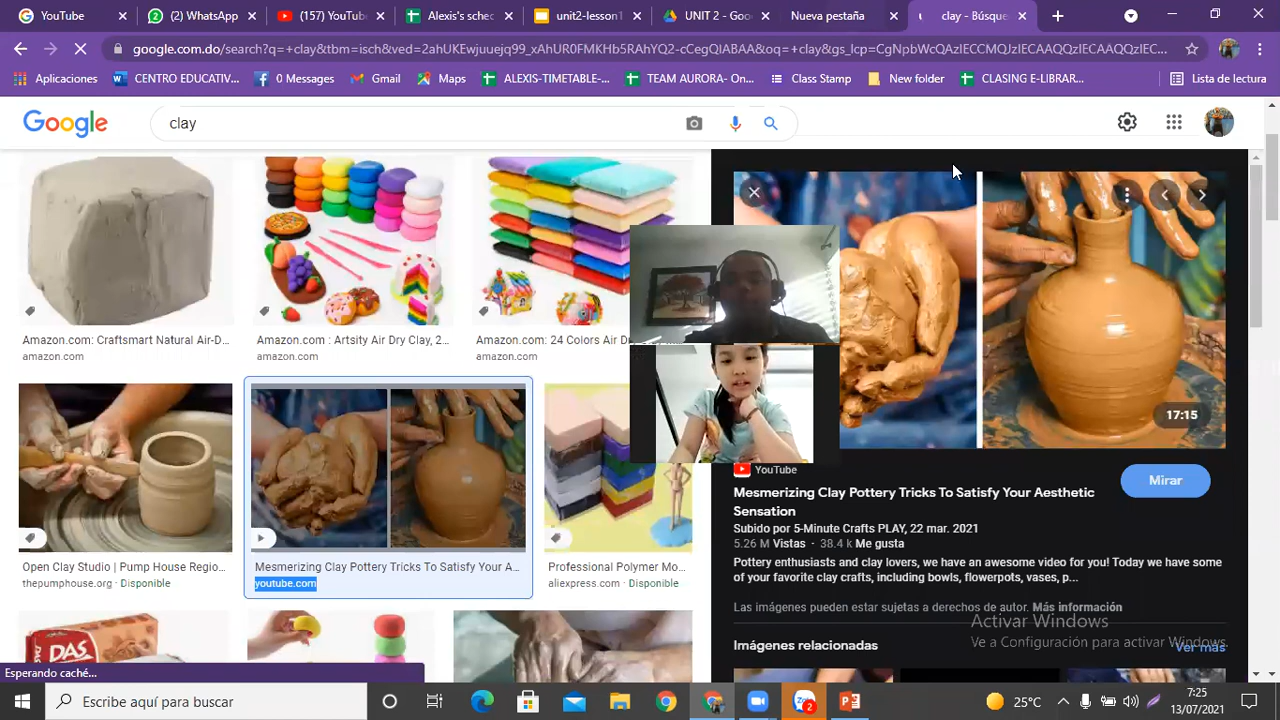 YouTube
(2) WhatsApp
(157) YouTube
Alexis's sche
unit2-lesson1
UNIT 2 - Goo
Nueva pestaña
clay - Búsque
google.com.do/search?q=+clay&tbm=isch&ved=2ahUKEwjuuejq99_xAhUR0FMKHb5RAhYQ2-cCegQIABAA&oq=+clay&gs_lcp=CgNpbWcQAzIECCMQJzIECAAQQzIECAAQQzIECAAQQzIECAAQQ...
Aplicaciones
CENTRO EDUCATIV...
0 Messages
Gmail
Maps
ALEXIS-TIMETABLE-...
TEAM AURORA- On...
Class Stamp
New folder
CLASING E-LIBRAR...
Lista de lectura
Google
clay
Amazon.com: Craftsmart Natural Air-D...
amazon.com
Amazon.com : Artsity Air Dry Clay, 2...
amazon.com
Amazon.com: 24 Colors Air D
amazon.com
17:15
YouTube
Mirar
Mesmerizing Clay Pottery Tricks To Satisfy Your Aesthetic
Sensation
Subido por 5-Minute Crafts PLAY, 22 mar. 2021
5.26 M Vistas · 38.4 k Me gusta
Pottery enthusiasts and clay lovers, we have an awesome video for you! Today we have some
of your favorite clay crafts, including bowls, flowerpots, vases, p...
Las imágenes pueden estar sujetas a derechos de autor. Más información
Open Clay Studio | Pump House Regio...
thepumphouse.org · Disponible
Mesmerizing Clay Pottery Tricks To Satisfy Your A...
youtube.com
Professional Polymer Mo...
aliexpress.com · Disponible
Activar Windows
Ve a Configuración para activar Windows.
Imágenes relacionadas
Ver más
DAS
Esperando caché...
Escribe aquí para buscar
2
25°C
7:25
13/07/2021